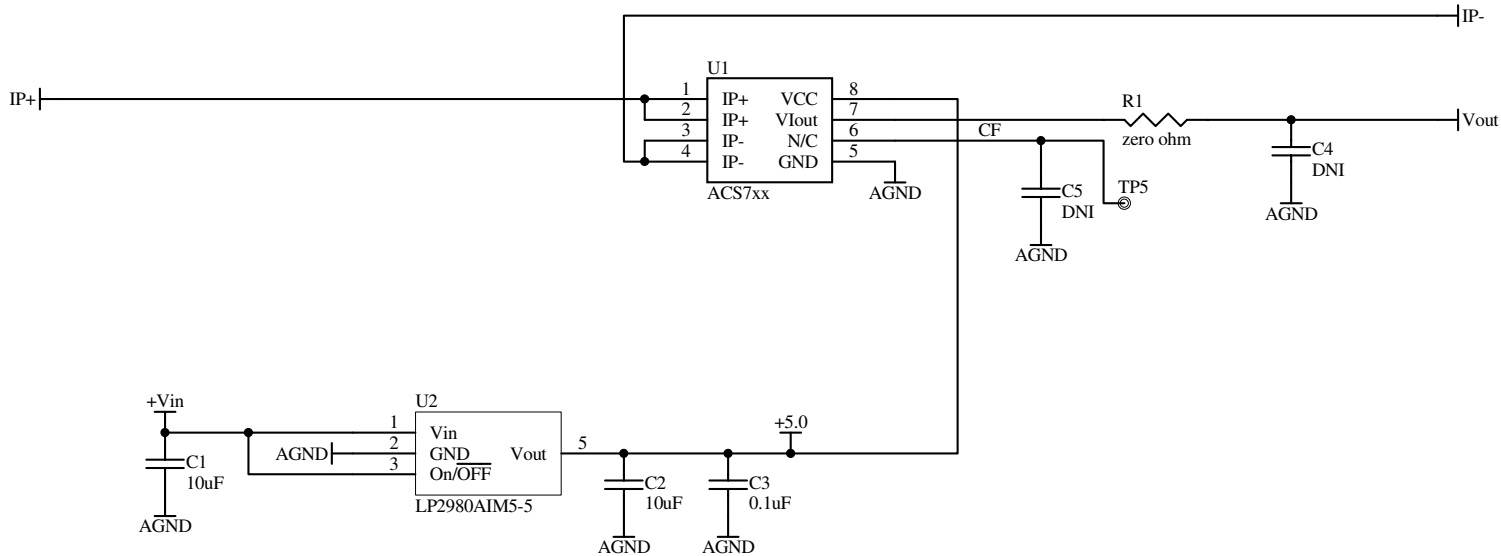 IP-
U1
IP+
1
IP+
VCC
8
2
IP+
VIout
7
3
IP-
N/C
6
4
IP-
GND
5
ACS7xx
AGND
CF
R1
zero ohm
Vout
C4
DNI
AGND
C5
DNI
TP5
AGND
+Vin
U2
1
Vin
AGND
2
GND
3
On/OFF
Vout
5
LP2980AIM5-5
C1
10uF
AGND
+5.0
C2
10uF
AGND
C3
0.1uF
AGND